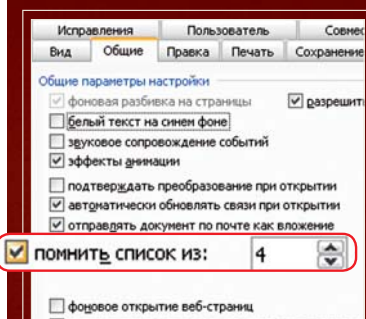 Исправления Пользователь Совмес
Вид Общие Правка Печать Сохранение
Общие параметры настройки
фоновая разбивка на страницы разрешить
белый текст на синем фоне
звуковое сопровождение событий
эффекты анимации
подтверждать преобразование при открытии
автоматически обновлять связи при открытии
отправлять документ по почте как вложение
помнить список из: 4
фоновое открытие веб-страниц